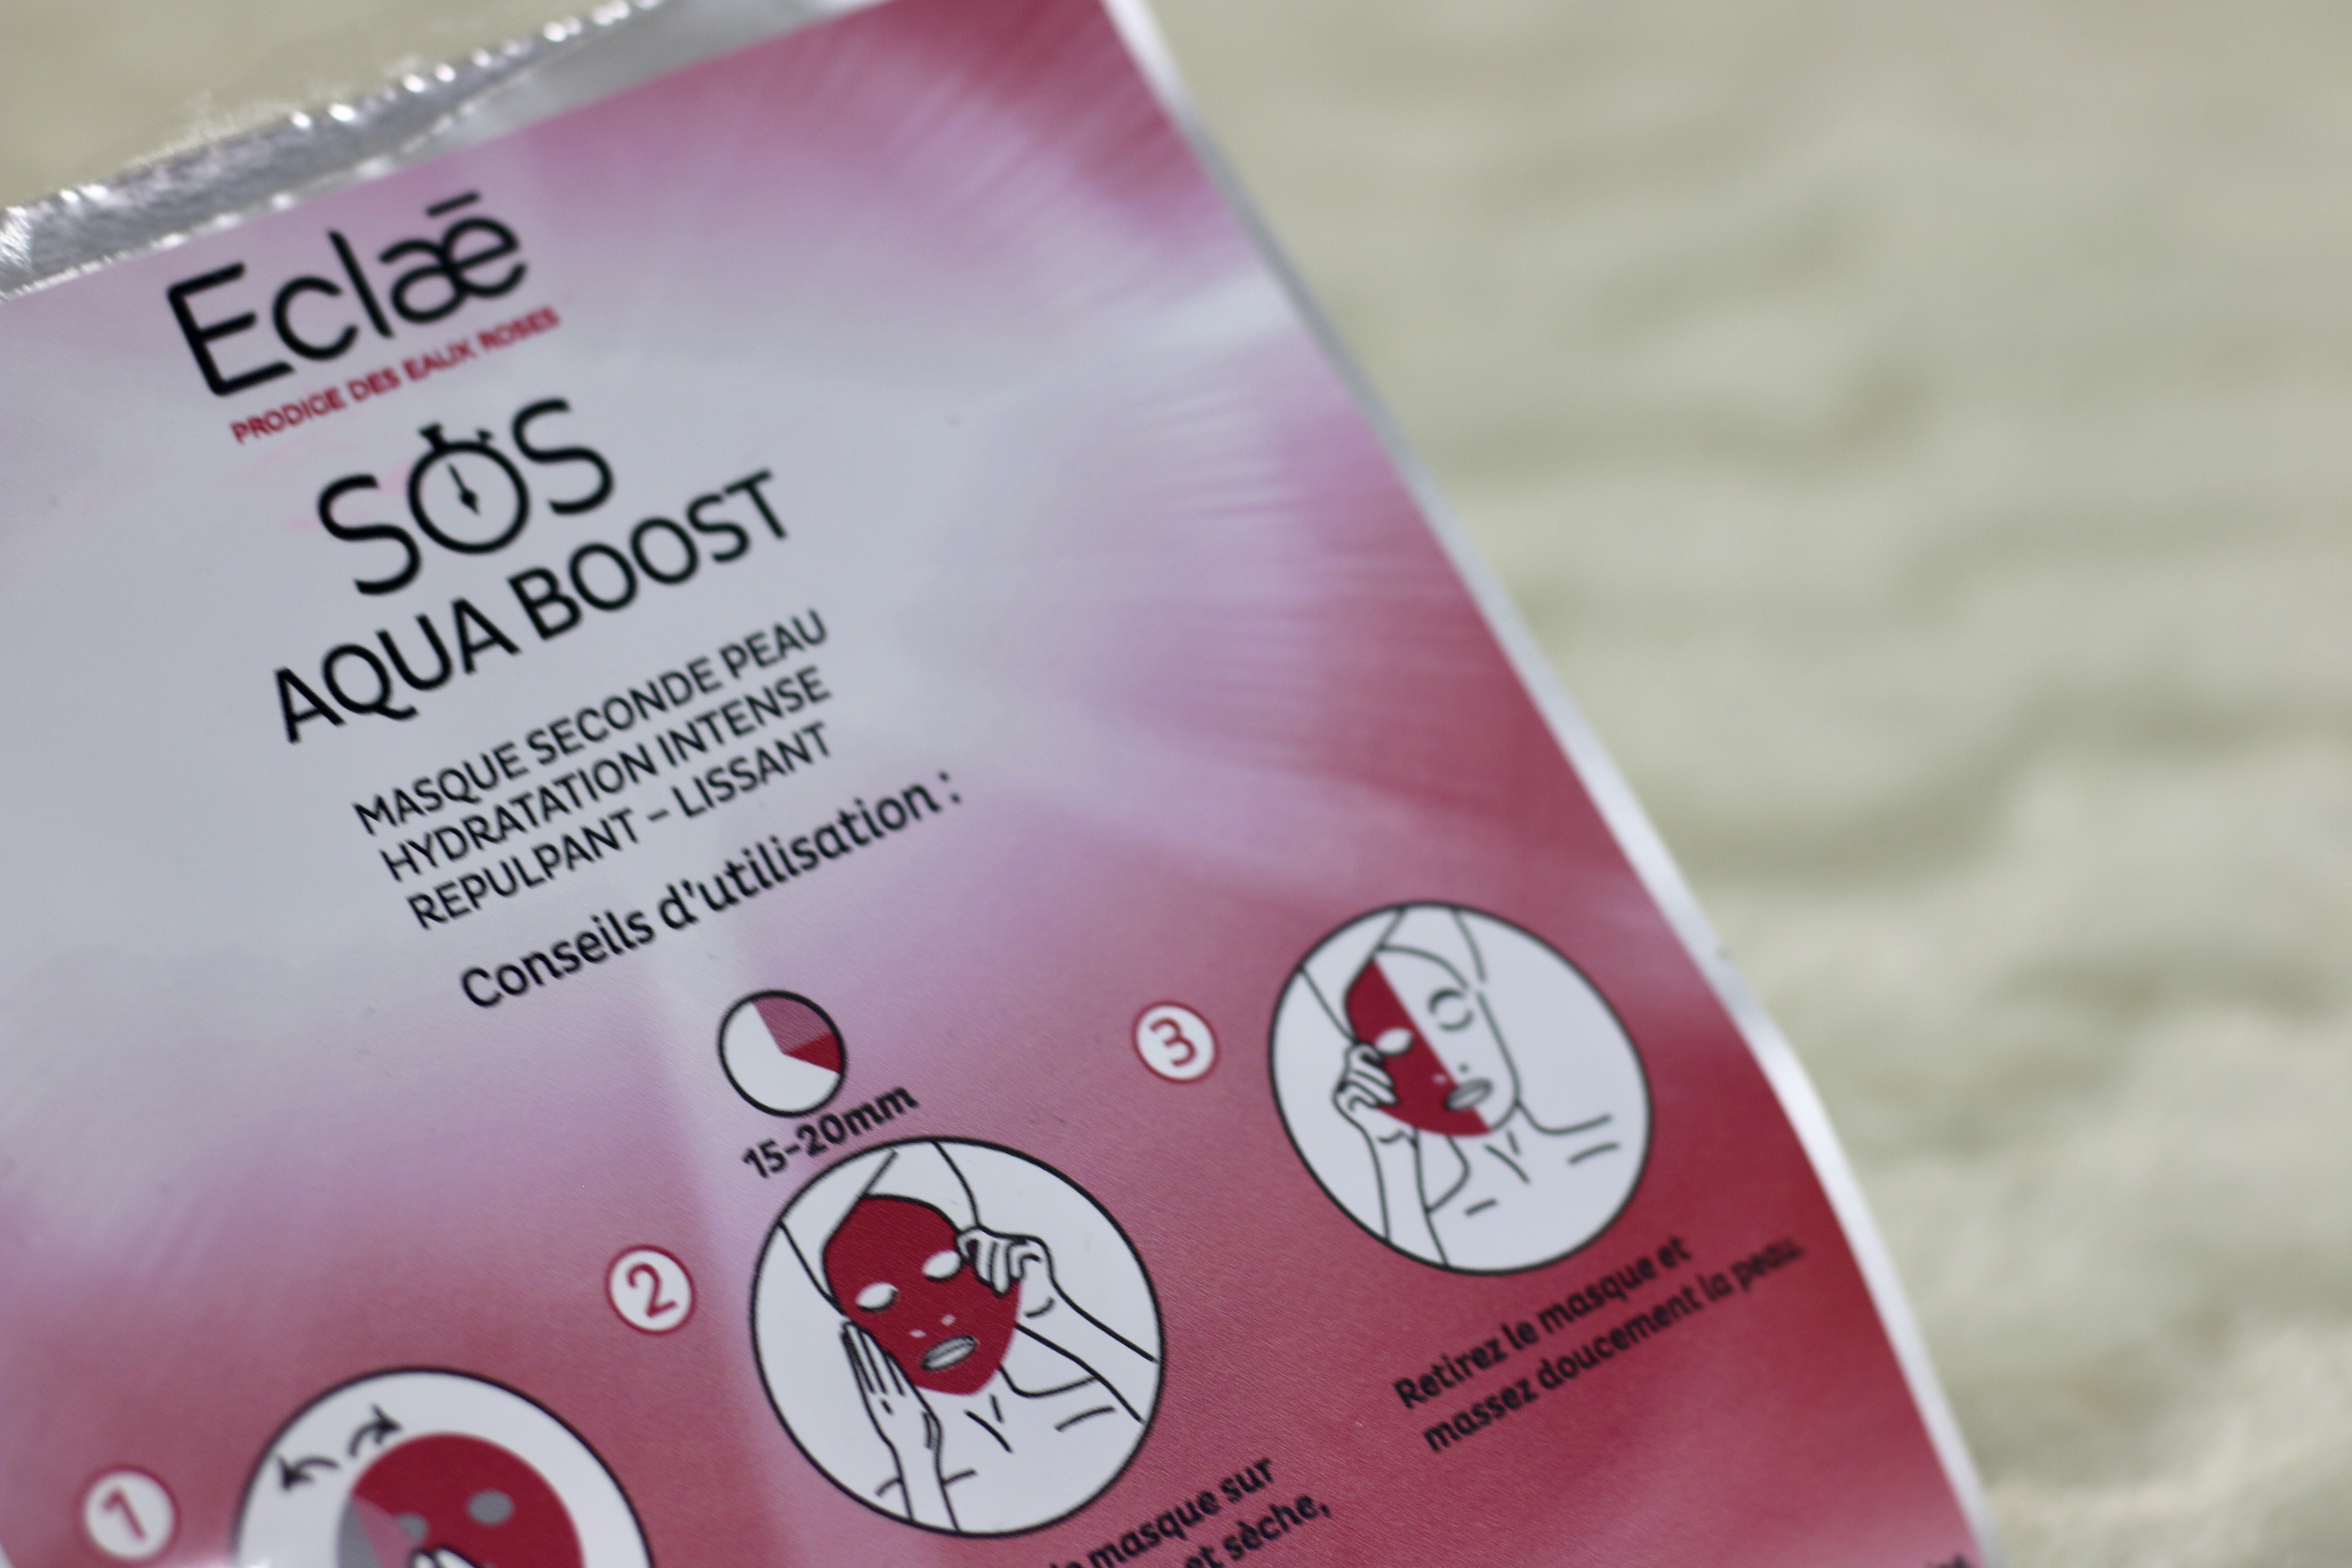 Eclaē
PRODIGE DES EAUX ROSES
SOS
AQUA BOOST
MASQUE SECONDE PEAU
HYDRATATION INTENSE
REPULPANT – LISSANT
Conseils d'utilisation :
1
2
15-20mm
masque sur
et sèche,
3
Retirez le masque et
massez doucement la peau.